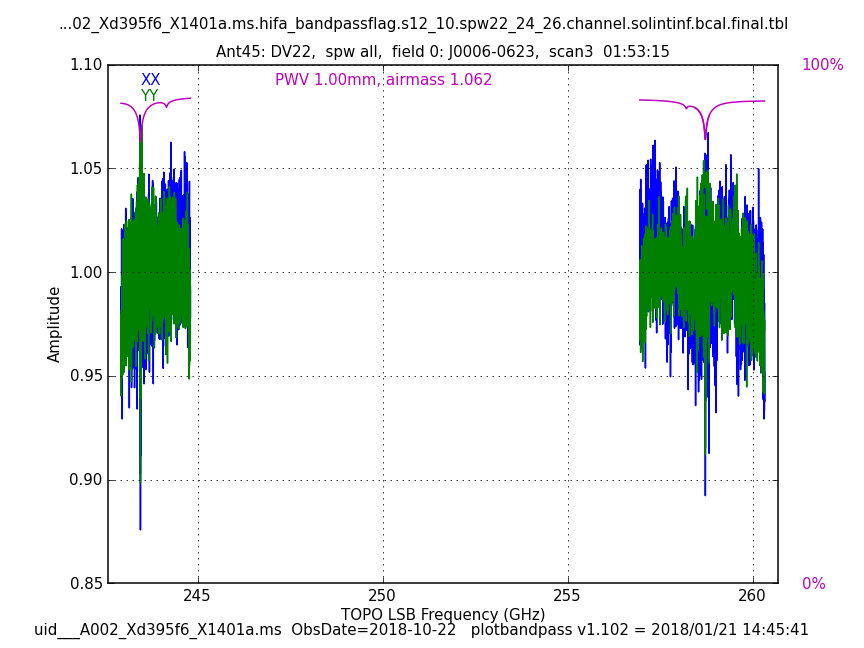 ...02_Xd395f6_X1401a.ms.hifa_bandpassflag.s12_10.spw22_24_26.channel.solintinf.bcal.final.tbl
Ant45: DV22, spw all, field 0: J0006-0623, scan3 01:53:15
1.10
100%
XX
PWV 1.00mm, airmass 1.062
YY
1.05
1.00
Amplitude
0.95
0.90
0.85
0%
245
250
255
260
TOPO LSB Frequency (GHz)
uid___A002_Xd395f6_X1401a.ms ObsDate=2018-10-22 plotbandpass v1.102 = 2018/01/21 14:45:41